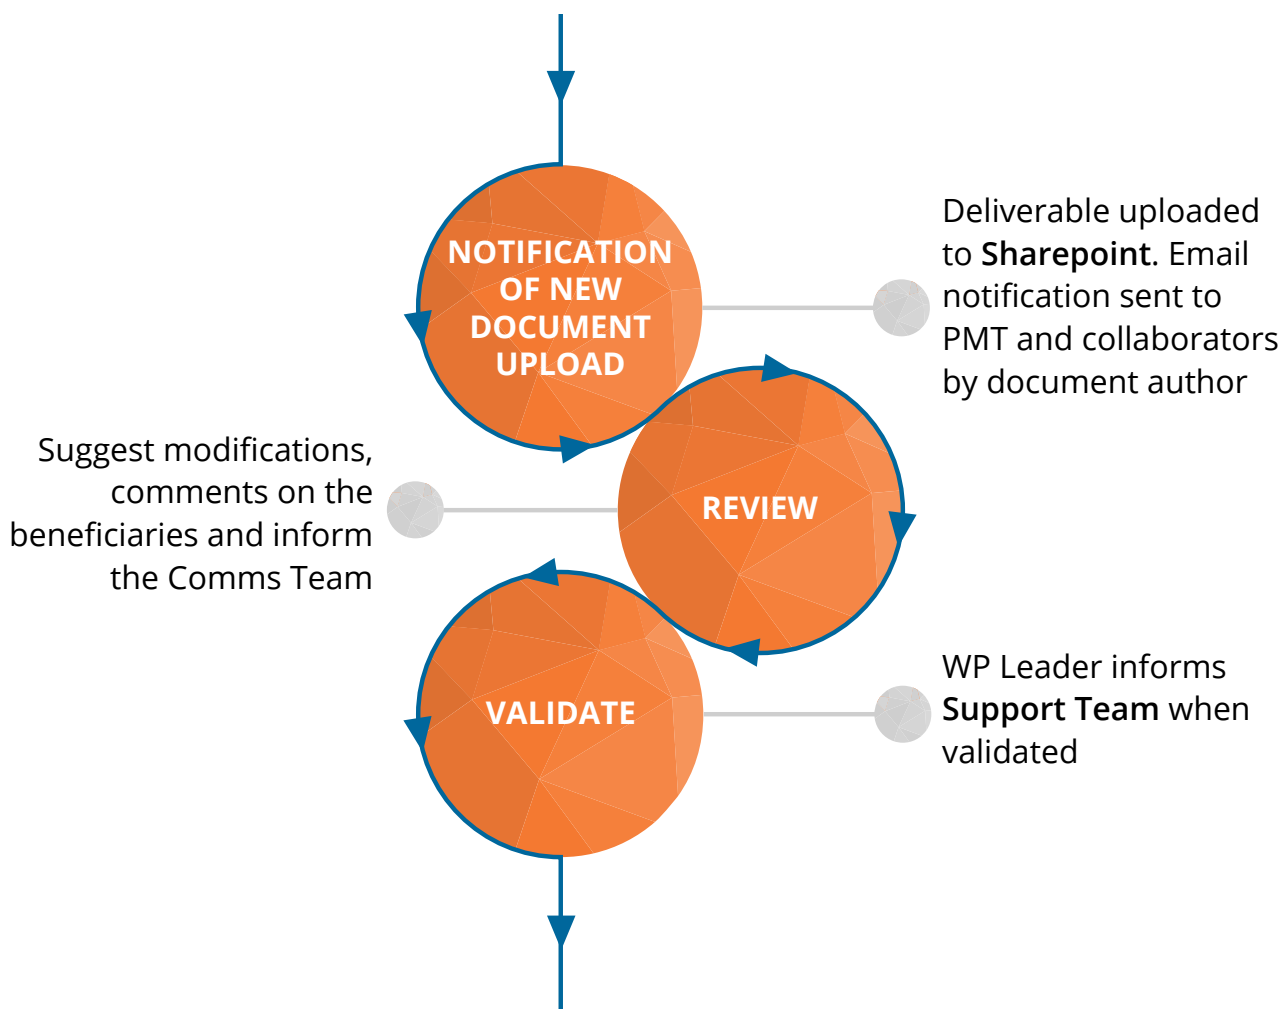 NOTIFICATION
OF NEW
DOCUMENT
UPLOAD
Deliverable uploaded
to Sharepoint. Email
notification sent to
PMT and collaborators
by document author
Suggest modifications,
comments on the
beneficiaries and inform
the Comms Team
REVIEW
VALIDATE
WP Leader informs
Support Team when
validated